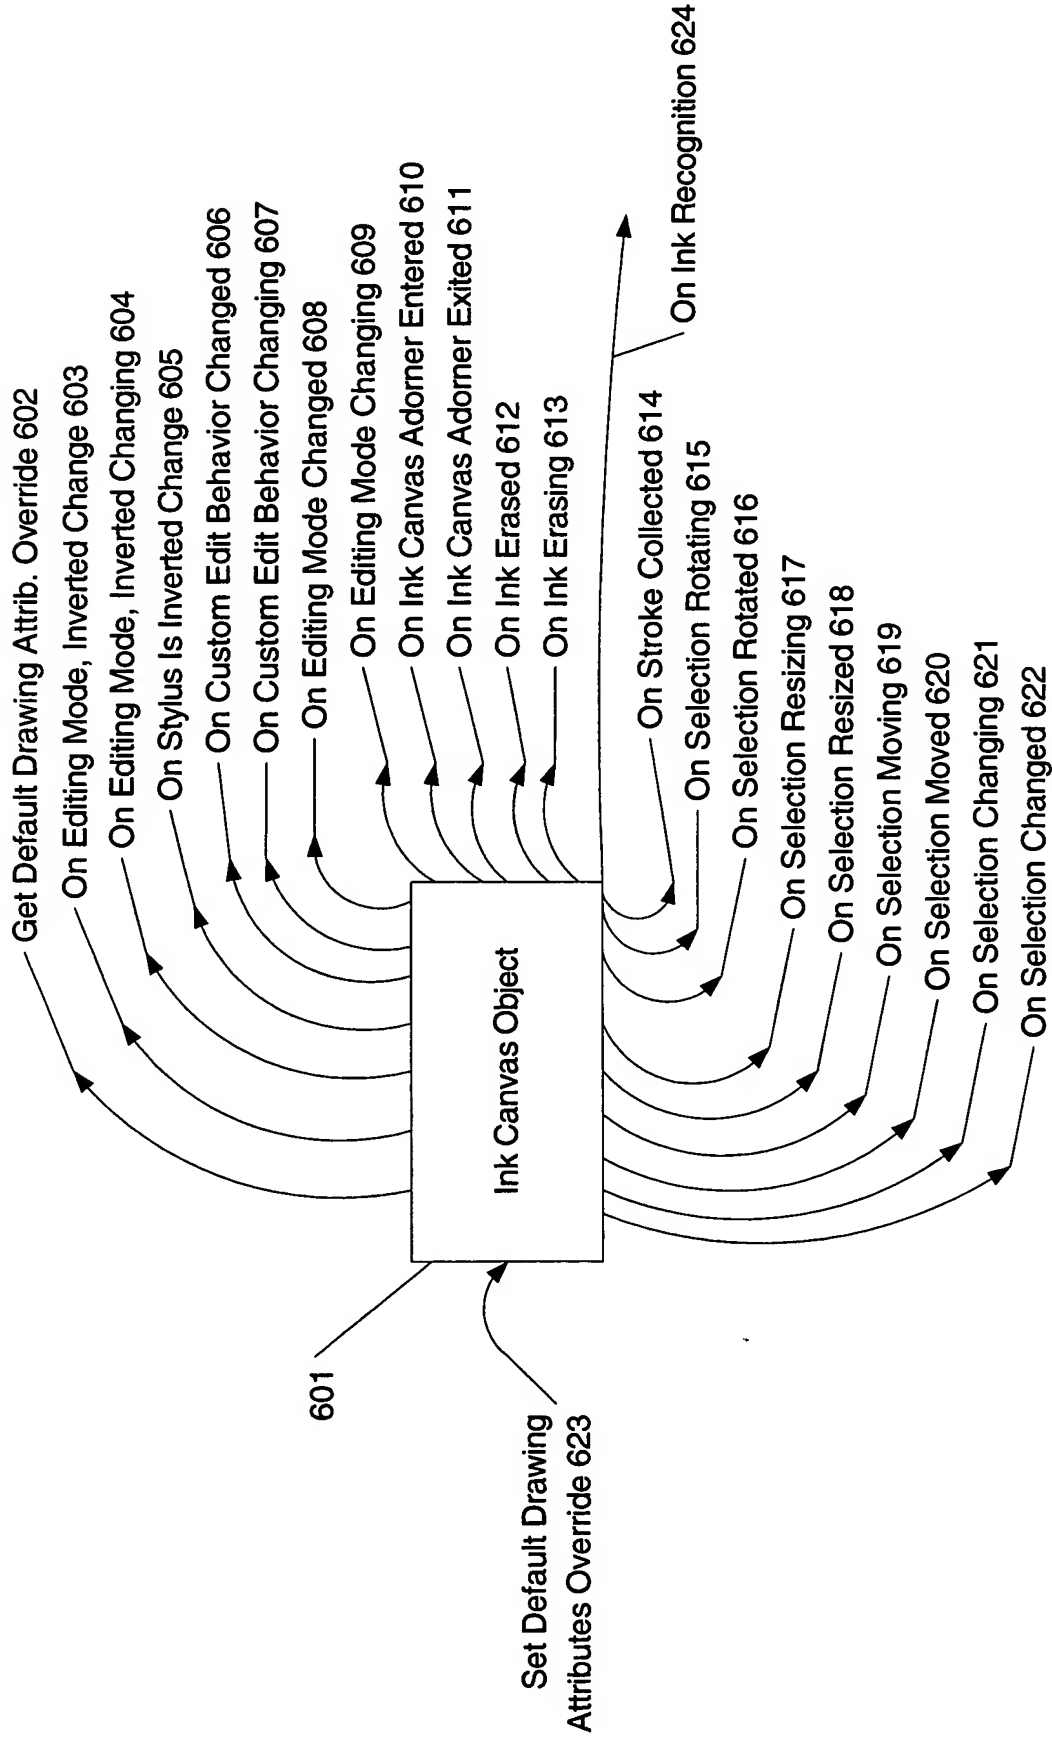 Get Default Drawing Attrib. Override 602
On Editing Mode, Inverted Change 603
On Editing Mode, Inverted Changing 604
On Stylus Is Inverted Change 605
On Custom Edit Behavior Changed 606
On Custom Edit Behavior Changing 607
On Editing Mode Changed 608
On Editing Mode Changing 609
On Ink Canvas Adorner Entered 610
On Ink Canvas Adorner Exited 611
On Ink Erased 612
On Ink Erasing 613
On Ink Recognition 624
On Stroke Collected 614
On Selection Rotating 615
On Selection Rotated 616
On Selection Resizing 617
On Selection Resized 618
On Selection Moving 619
On Selection Moved 620
On Selection Changing 621
On Selection Changed 622
Ink Canvas Object
601
Set Default Drawing
Attributes Override 623